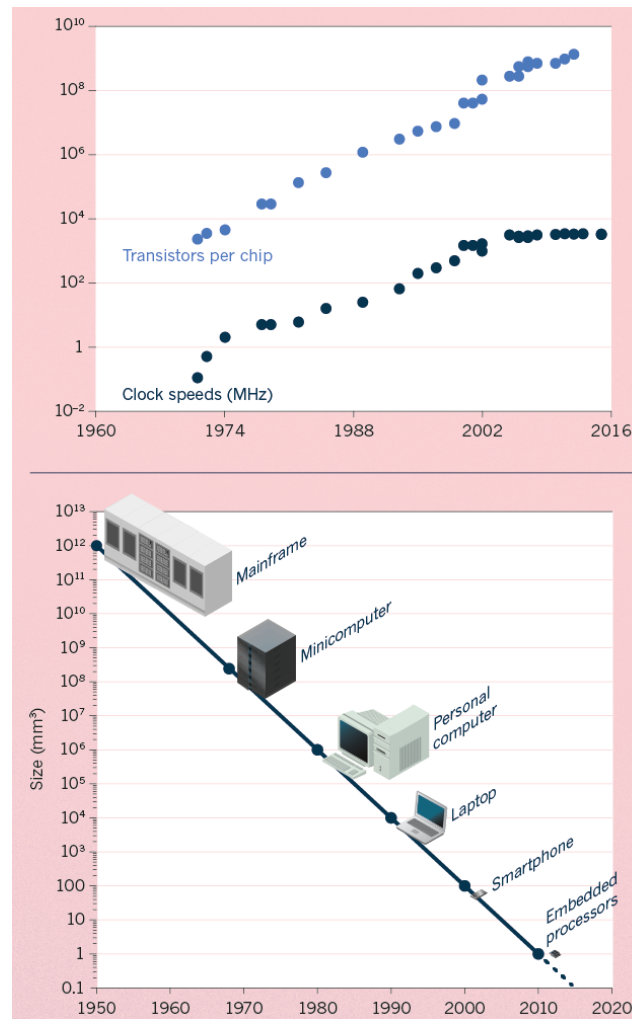 10¹⁰
10⁸
10⁶
10⁴
Transistors per chip
10²
1
Clock speeds (MHz)
10⁻²
1960 1974 1988 2002 2016
10¹³
10¹²
Mainframe
10¹¹
10¹⁰
Minicomputer
10⁹
10⁸
10⁷
Personal
computer
10⁶
Size (mm³)
10⁵
Laptop
10⁴
10³
Smartphone
100
Embedded
processors
10
1
0.1
1950 1960 1970 1980 1990 2000 2010 2020